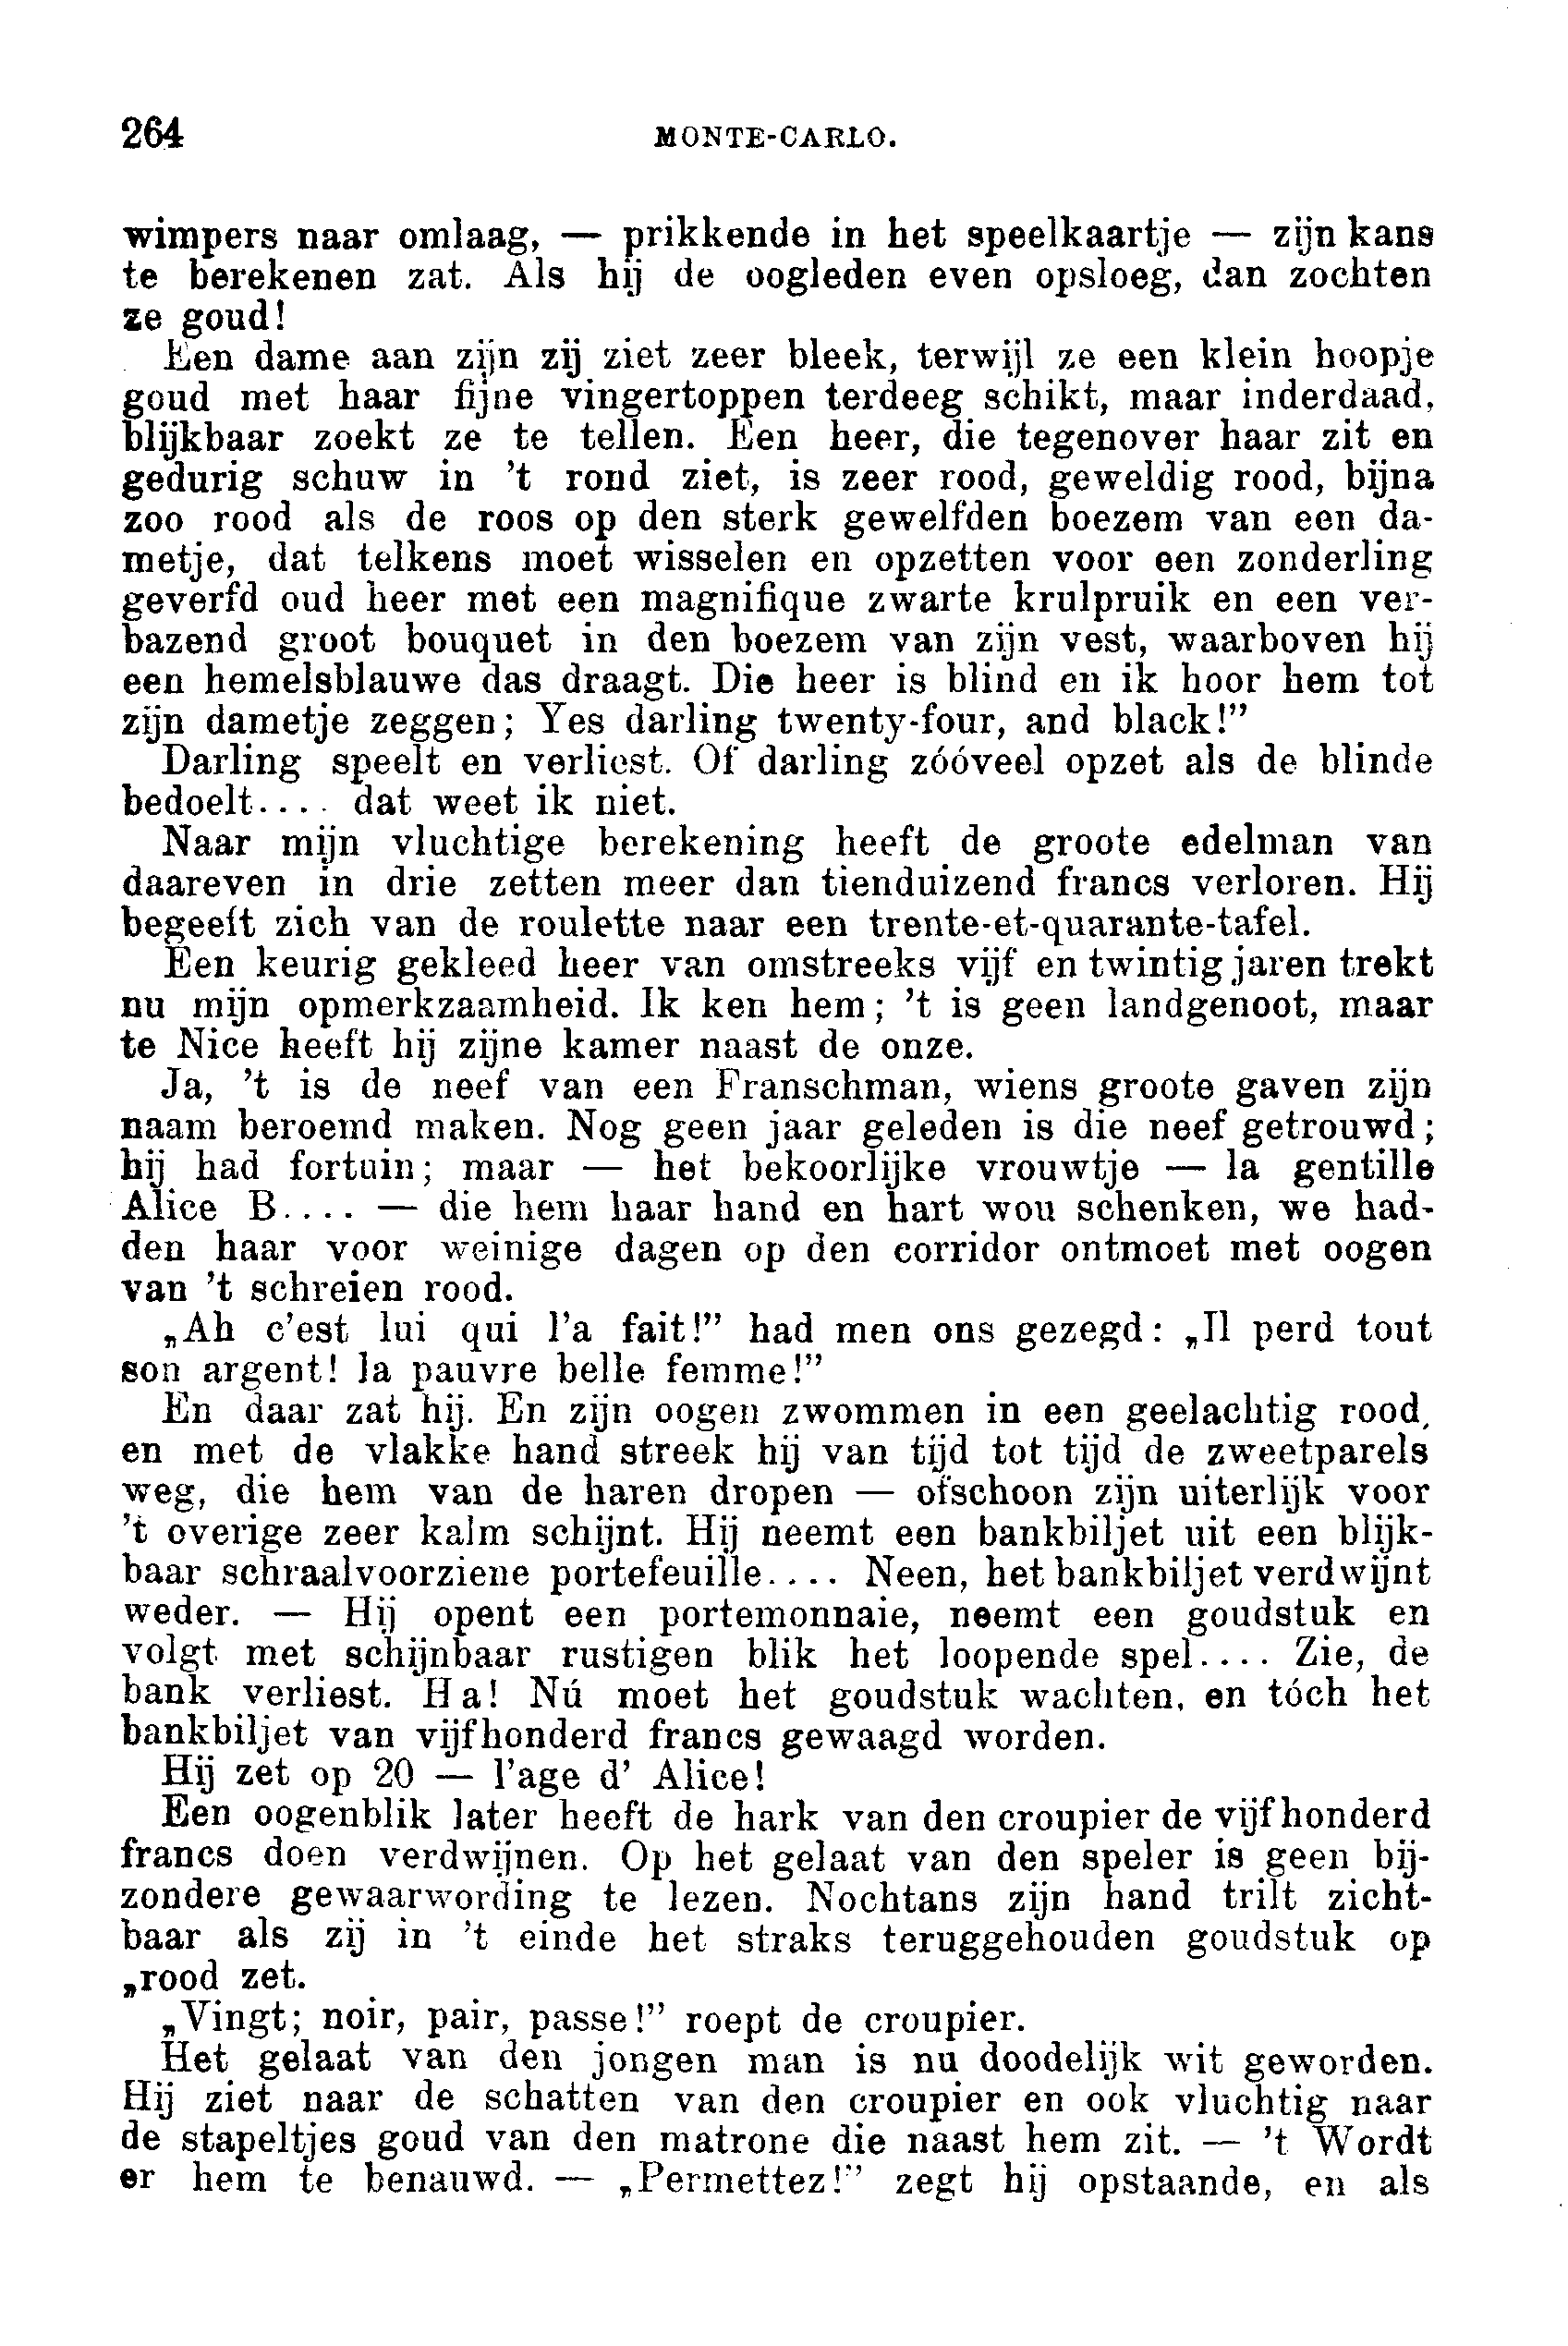 264 MONTE-CARLO.
wimpers naar omlaag, — prikkende in het speelkaartje — zijn kans
te berekenen zat. Als hij de oogleden even opsloeg, dan zochten
ze goud!
Een dame aan zijn zij ziet zeer bleek, terwijl ze een klein hoopje
goud met haar fijne vingertoppen terdeeg schikt, maar inderdaad,
blijkbaar zoekt ze te tellen. Een heer, die tegenover haar zit en
gedurig schuw in 't rond ziet, is zeer rood, geweldig rood, bijna
zoo rood als de roos op den sterk gewelfden boezem van een da-
metje, dat telkens moet wisselen en opzetten voor een zonderling
geverfd oud heer met een magnifique zwarte krulpruik en een ver-
bazend groot bouquet in den boezem van zijn vest, waarboven hij
een hemelsblauwe das draagt. Die heer is blind en ik hoor hem tot
zijn dametje zeggen; Yes darling twenty-four, and black!”
Darling speelt en verliest. Of darling zóóveel opzet als de blinde
bedoelt.... dat weet ik niet.
Naar mijn vluchtige berekening heeft de groote edelman van
daareven in drie zetten meer dan tienduizend francs verloren. Hij
begeeft zich van de roulette naar een trente-et-quarante-tafel.
Een keurig gekleed heer van omstreeks vijf en twintig jaren trekt
nu mijn opmerkzaamheid. Ik ken hem; 't is geen landgenoot, maar
te Nice heeft hij zijne kamer naast de onze.
Ja, 't is de neef van een Franschman, wiens groote gaven zijn
naam beroemd maken. Nog geen jaar geleden is die neef getrouwd;
hij had fortuin; maar — het bekoorlijke vrouwtje — la gentille
Alice B.... — die hem haar hand en hart wou schenken, we had-
den haar voor weinige dagen op den corridor ontmoet met oogen
van 't schreien rood.
„Ah c'est lui qui l'a fait!” had men ons gezegd: „Il perd tout
son argent! la pauvre belle femme!”
En daar zat hij. En zijn oogen zwommen in een geelachtig rood,
en met de vlakke hand streek hij van tijd tot tijd de zweetparels
weg, die hem van de haren dropen — ofschoon zijn uiterlijk voor
't overige zeer kalm schijnt. Hij neemt een bankbiljet uit een blijk-
baar schraalvoorziene portefeuille.... Neen, het bankbiljet verdwijnt
weder. — Hij opent een portemonnaie, neemt een goudstuk en
volgt met schijnbaar rustigen blik het loopende spel.... Zie, de
bank verliest. Ha! Nú moet het goudstuk wachten, en tóch het
bankbiljet van vijfhonderd francs gewaagd worden.
Hij zet op 20 — l'age d' Alice!
Een oogenblik later heeft de hark van den croupier de vijfhonderd
francs doen verdwijnen. Op het gelaat van den speler is geen bij-
zondere gewaarwording te lezen. Nochtans zijn hand trilt zicht-
baar als zij in 't einde het straks teruggehouden goudstuk op
„rood zet.
„Vingt; noir, pair, passe!” roept de croupier.
Het gelaat van den jongen man is nu doodelijk wit geworden.
Hij ziet naar de schatten van den croupier en ook vluchtig naar
de stapeltjes goud van den matrone die naast hem zit. — 't Wordt
er hem te benauwd. — „Permettez!” zegt hij opstaande, en als